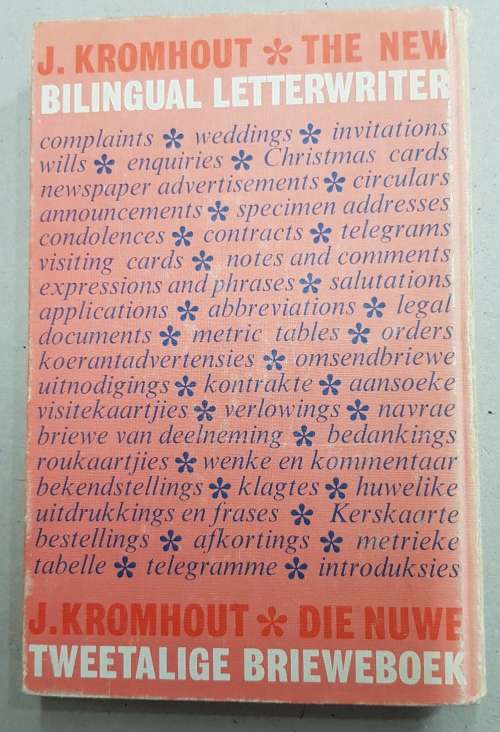 J. KROMHOUT * THE NEW
BILINGUAL LETTERWRITER
complaints * weddings * invitations
wills * enquiries * Christmas cards
newspaper advertisements * circulars
announcements * specimen addresses
condolences * contracts * telegrams
visiting cards * notes and comments
expressions and phrases * salutations
applications * abbreviations * legal
documents * metric tables * orders
koerantadvertensies * omsendbriewe
uitnodigings * kontrakte * aansoeke
visitekaartjies * verlowings * navrae
briewe van deelneming * bedankings
roukaartjies * wenke en kommentaar
bekendstellings * klagtes * huwelike
uitdrukkings en frases * Kerskaarte
bestellings * afkortings * metrieke
tabelle * telegramme * introduksies
J. KROMHOUT * DIE NUWE
TWEETALIGE BRIEWEBOEK